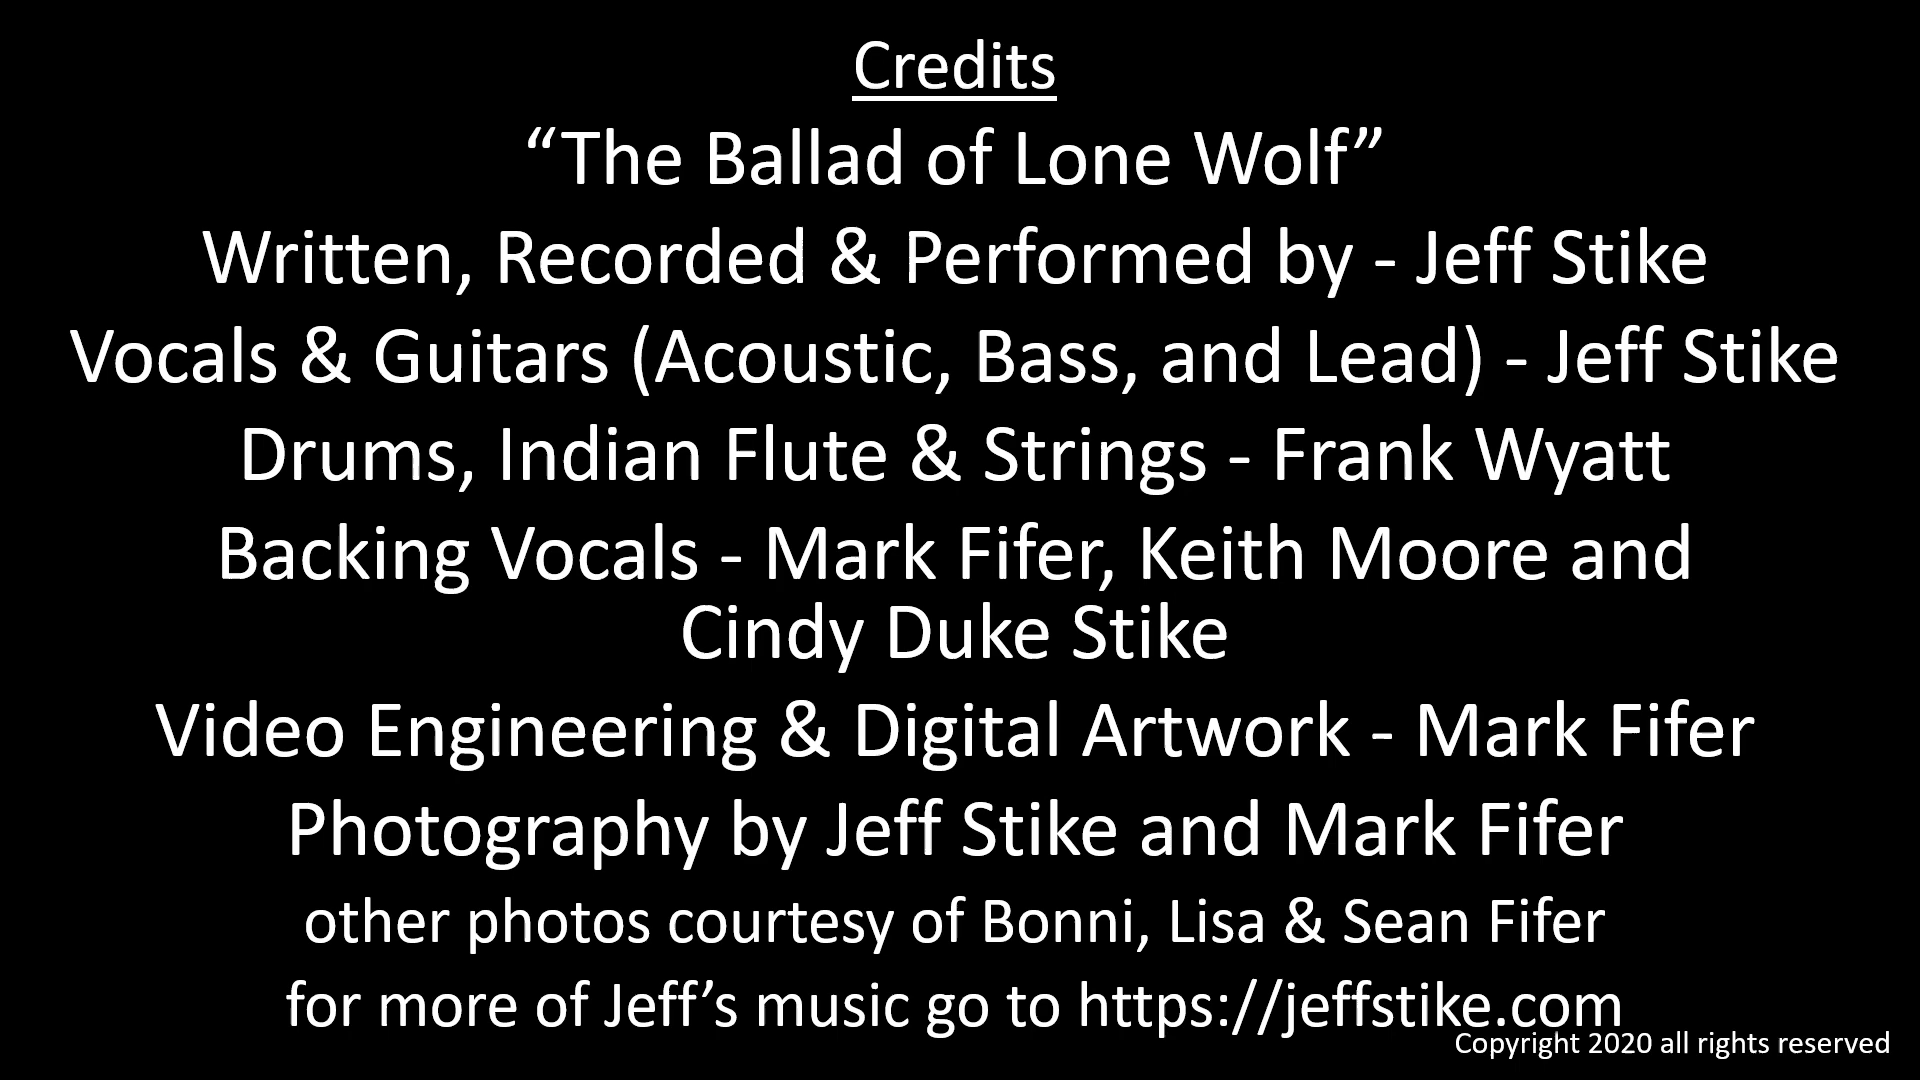 Credits
“The Ballad of Lone Wolf”
Written, Recorded & Performed by - Jeff Stike
Vocals & Guitars (Acoustic, Bass, and Lead) - Jeff Stike
Drums, Indian Flute & Strings - Frank Wyatt
Backing Vocals - Mark Fifer, Keith Moore and
Cindy Duke Stike
Video Engineering & Digital Artwork - Mark Fifer
Photography by Jeff Stike and Mark Fifer
other photos courtesy of Bonni, Lisa & Sean Fifer
for more of Jeff’s music go to https://jeffstike.com
Copyright 2020 all rights reserved